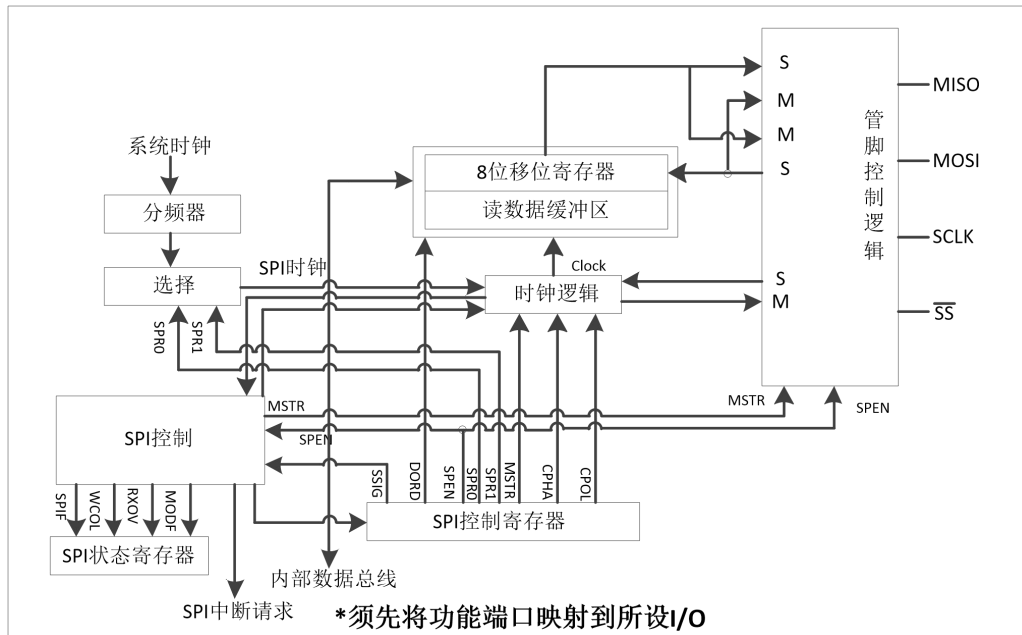 S
MISO
M
M
系统时钟
8位移位寄存器
S
MOSI
管脚控制逻辑
分频器
读数据缓冲区
SCLK
SPI时钟
Clock
选择
时钟逻辑
S
M
SS
SPR0
SPR1
MSTR
MSTR
SPEN
SPI控制
SPEN
SSIG
DORD
SPEN
SPR0
SPR1
MSTR
CPHA
CPOL
SPIF
WCOL
RXOV
MODF
SPI控制寄存器
SPI状态寄存器
内部数据总线
SPI中断请求
*须先将功能端口映射到所设I/O